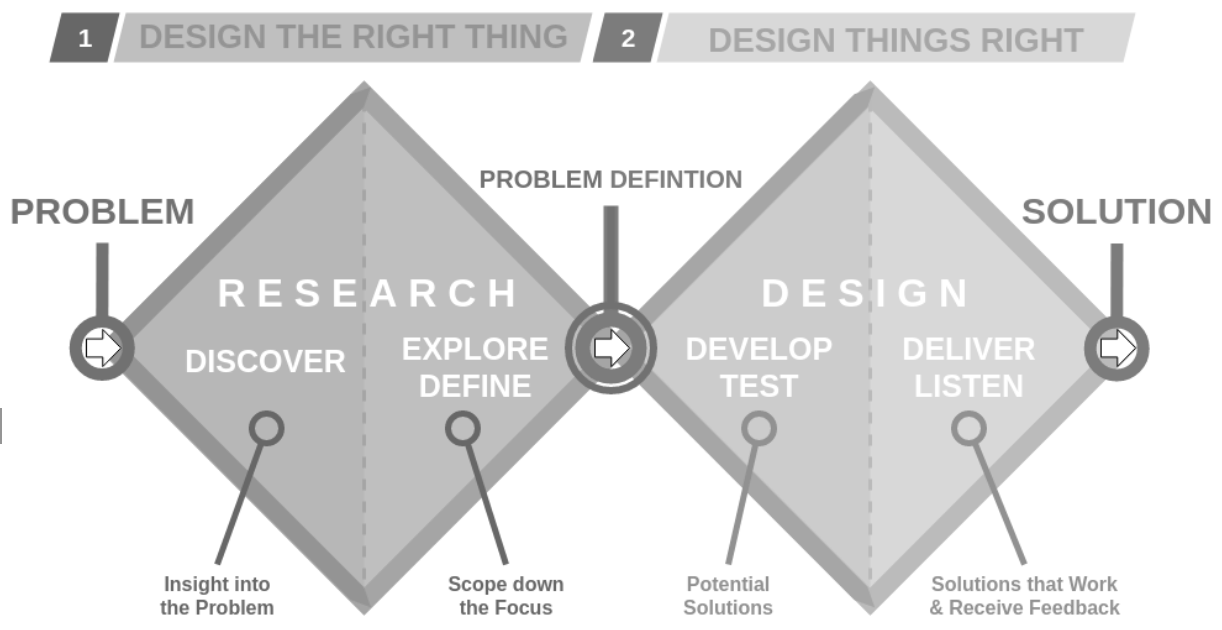 1 DESIGN THE RIGHT THING 2 DESIGN THINGS RIGHT
PROBLEM DEFINTION
PROBLEM
SOLUTION
RESEARCH
DESIGN
DISCOVER
EXPLORE
DEFINE
DEVELOP
TEST
DELIVER
LISTEN
Insight into
the Problem
Scope down
the Focus
Potential
Solutions
Solutions that Work
& Receive Feedback